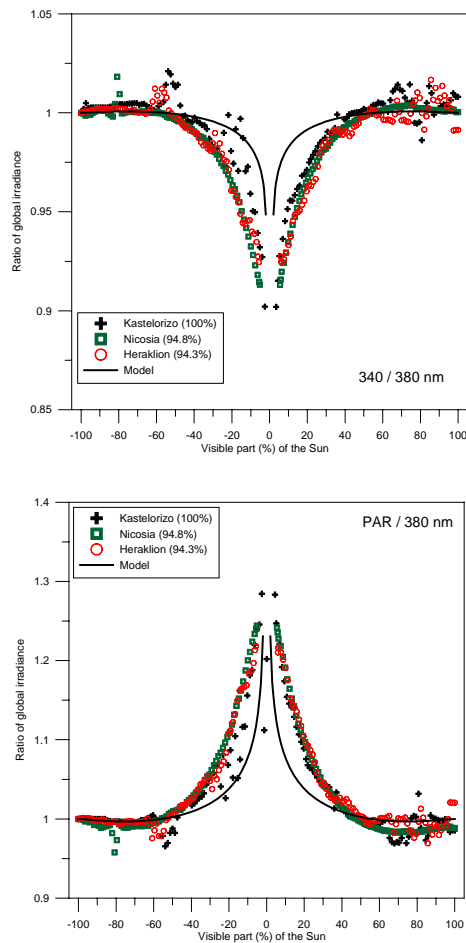 1.05
1
0.95
0.9
0.85
Ratio of global irradiance
Kastelorizo (100%)
Nicosia (94.8%)
Heraklion (94.3%)
Model
340 / 380 nm
-100 -80 -60 -40 -20 0 20 40 60 80 100
Visible part (%) of the Sun
1.4
1.3
1.2
1.1
1
0.9
Ratio of global irradiance
Kastelorizo (100%)
Nicosia (94.8%)
Heraklion (94.3%)
Model
PAR / 380 nm
-100 -80 -60 -40 -20 0 20 40 60 80 100
Visible part (%) of the Sun